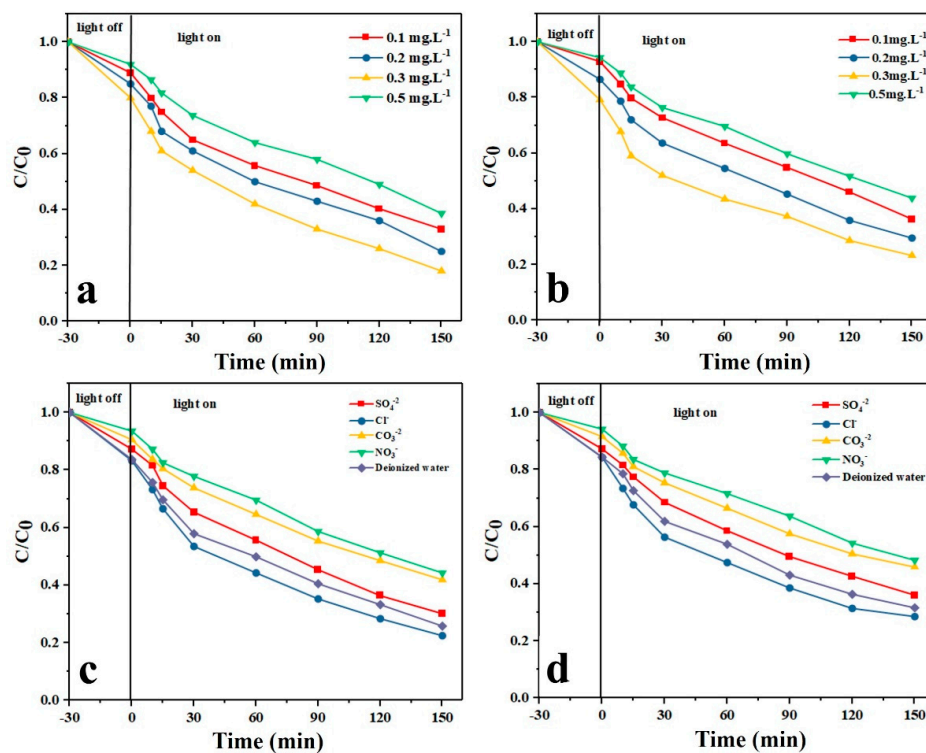 light off
light on
0.1 mg.L⁻¹
0.2 mg.L⁻¹
0.3 mg.L⁻¹
0.5 mg.L⁻¹
C/C₀
1.0
0.8
0.6
0.4
0.2
0.0
a
-30 0 30 60 90 120 150
Time (min)
light off
light on
0.1mg.L⁻¹
0.2mg.L⁻¹
0.3mg.L⁻¹
0.5mg.L⁻¹
C/C₀
1.0
0.8
0.6
0.4
0.2
0.0
b
-30 0 30 60 90 120 150
Time (min)
light off
light on
SO₄⁻²
Cl⁻
CO₃⁻²
NO₃⁻
Deionized water
C/C₀
1.0
0.8
0.6
0.4
0.2
0.0
c
-30 0 30 60 90 120 150
Time (min)
light off
light on
SO₄⁻²
Cl⁻
CO₃⁻²
NO₃⁻
Deionized water
C/C₀
1.0
0.8
0.6
0.4
0.2
0.0
d
-30 0 30 60 90 120 150
Time (min)